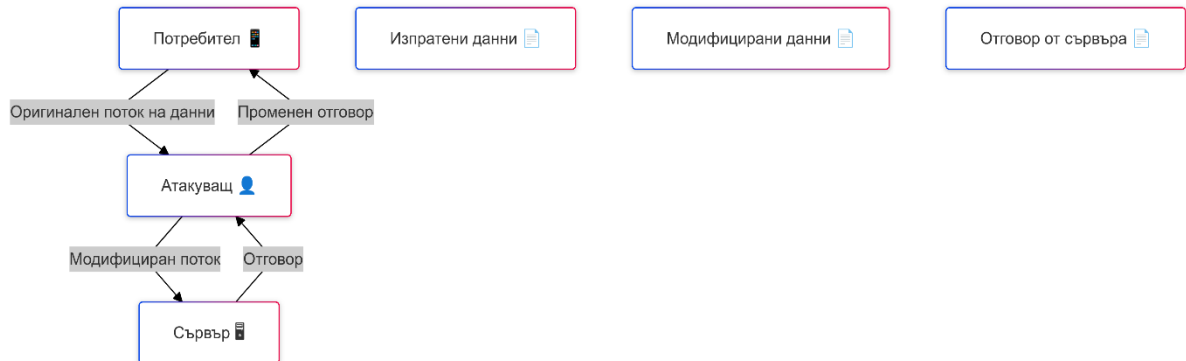 Потребител 📱
Изпратени данни 📄
Модифицирани данни 📄
Отговор от сървъра 📄
Оригинален поток на данни
Променен отговор
Атакуващ 👤
Модифициран поток
Отговор
Сървър 🖥